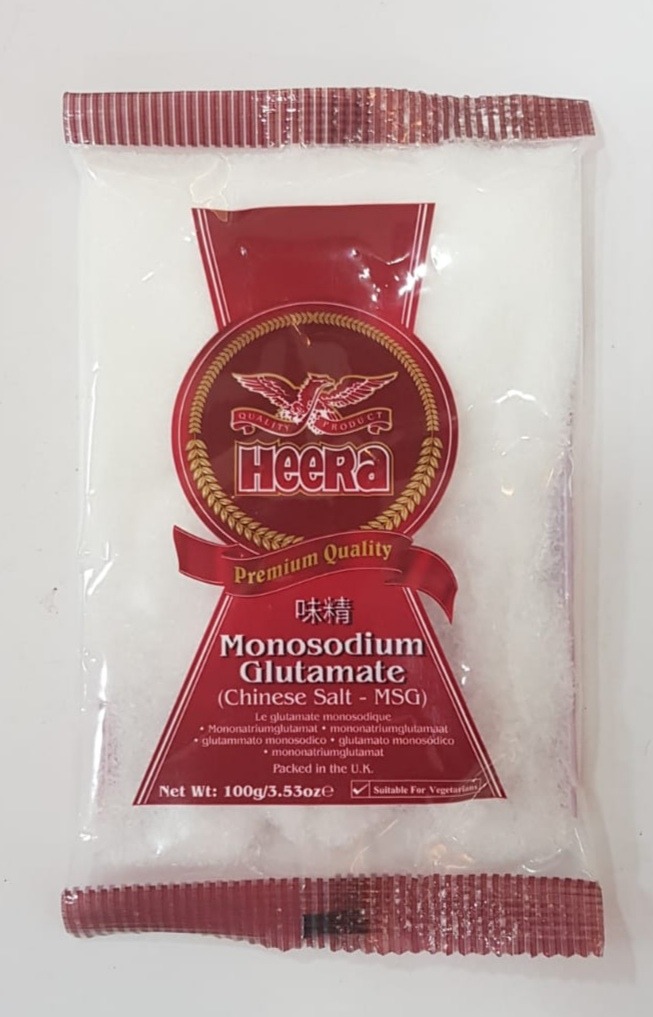 QUALITY PRODUCT
HEERa
Premium Quality
味精
Monosodium
Glutamate
(Chinese Salt - MSG)
Le glutamate monosodique
• Mononatriumglutamat • mononatriumglutamaat
• glutammato monosodico • glutamato monosódico
• mononatriumglutamat
Packed in the U.K.
Net Wt: 100g/3.53oz℮ Suitable For Vegetarians